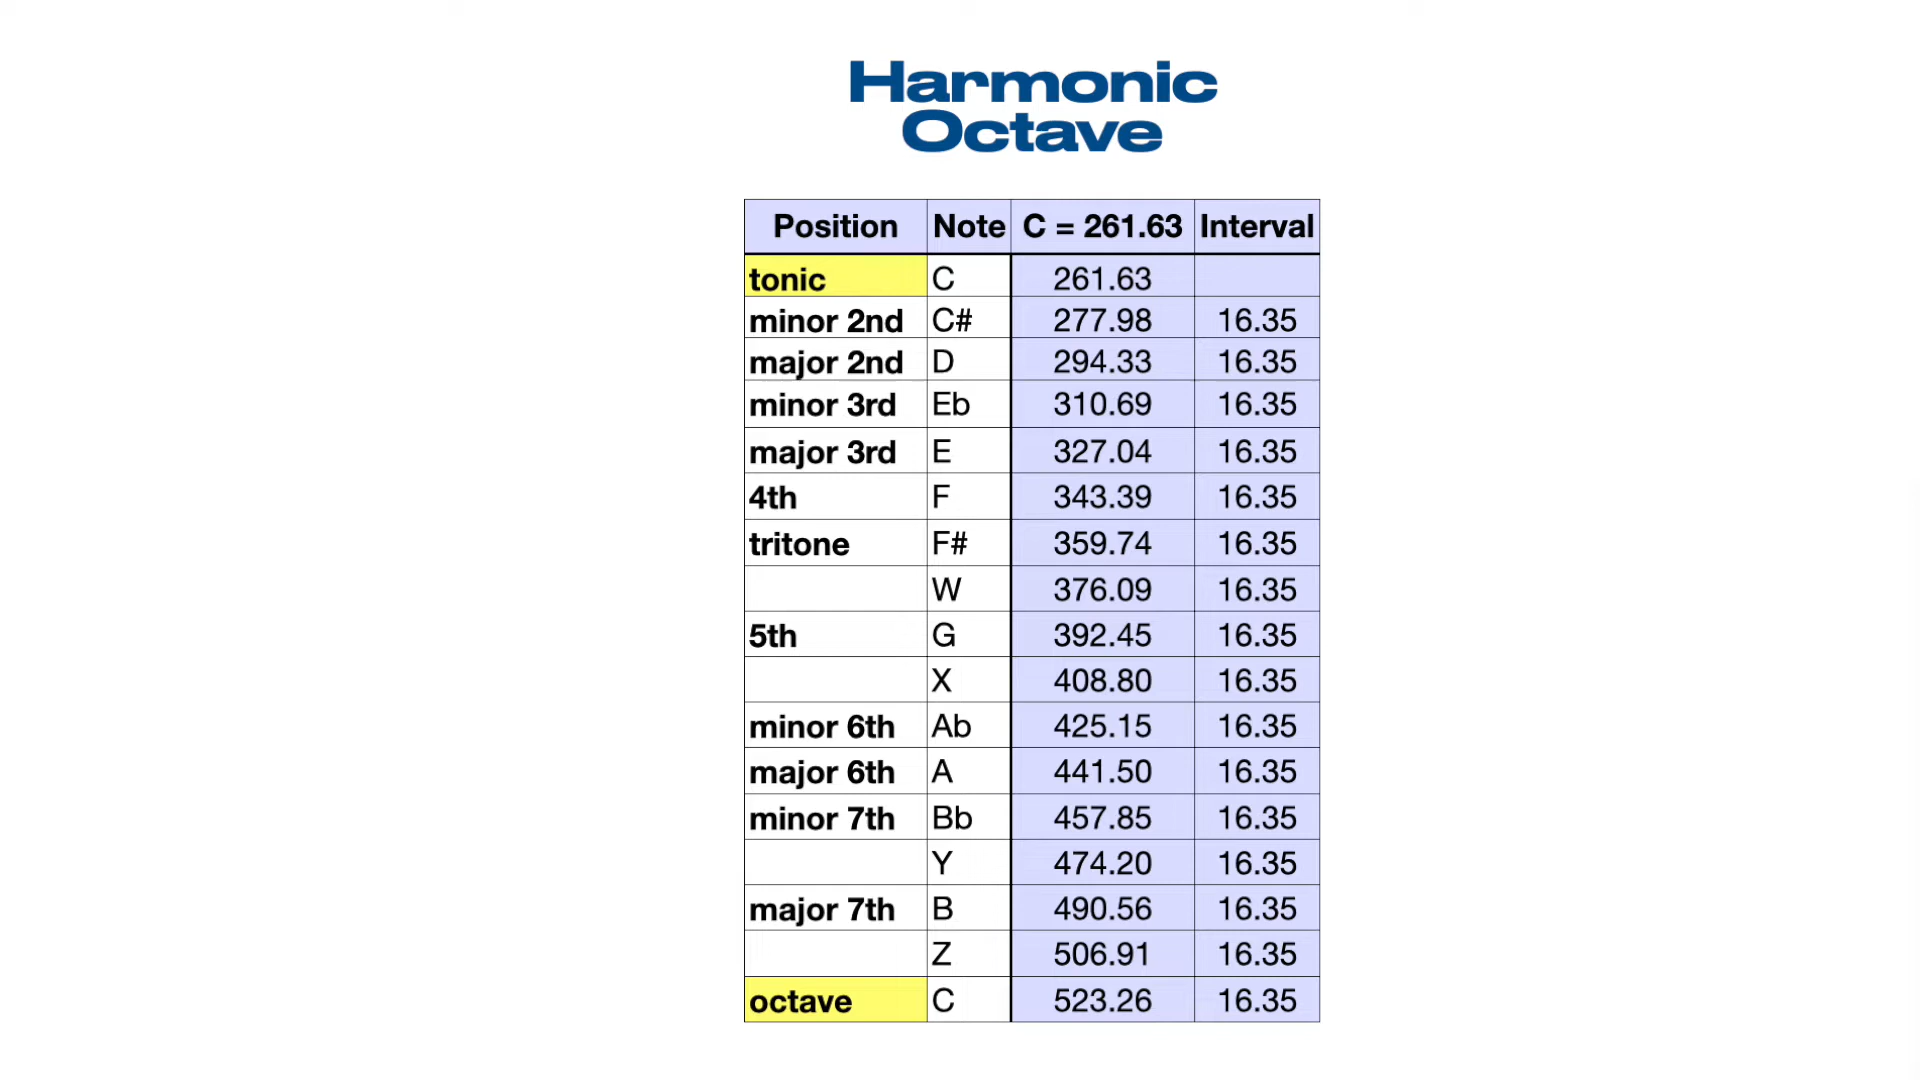 Harmonic
Octave
Position Note C = 261.63 Interval
tonic C 261.63
minor 2nd C# 277.98 16.35
major 2nd D 294.33 16.35
minor 3rd Eb 310.69 16.35
major 3rd E 327.04 16.35
4th F 343.39 16.35
tritone F# 359.74 16.35
W 376.09 16.35
5th G 392.45 16.35
X 408.80 16.35
minor 6th Ab 425.15 16.35
major 6th A 441.50 16.35
minor 7th Bb 457.85 16.35
Y 474.20 16.35
major 7th B 490.56 16.35
Z 506.91 16.35
octave C 523.26 16.35